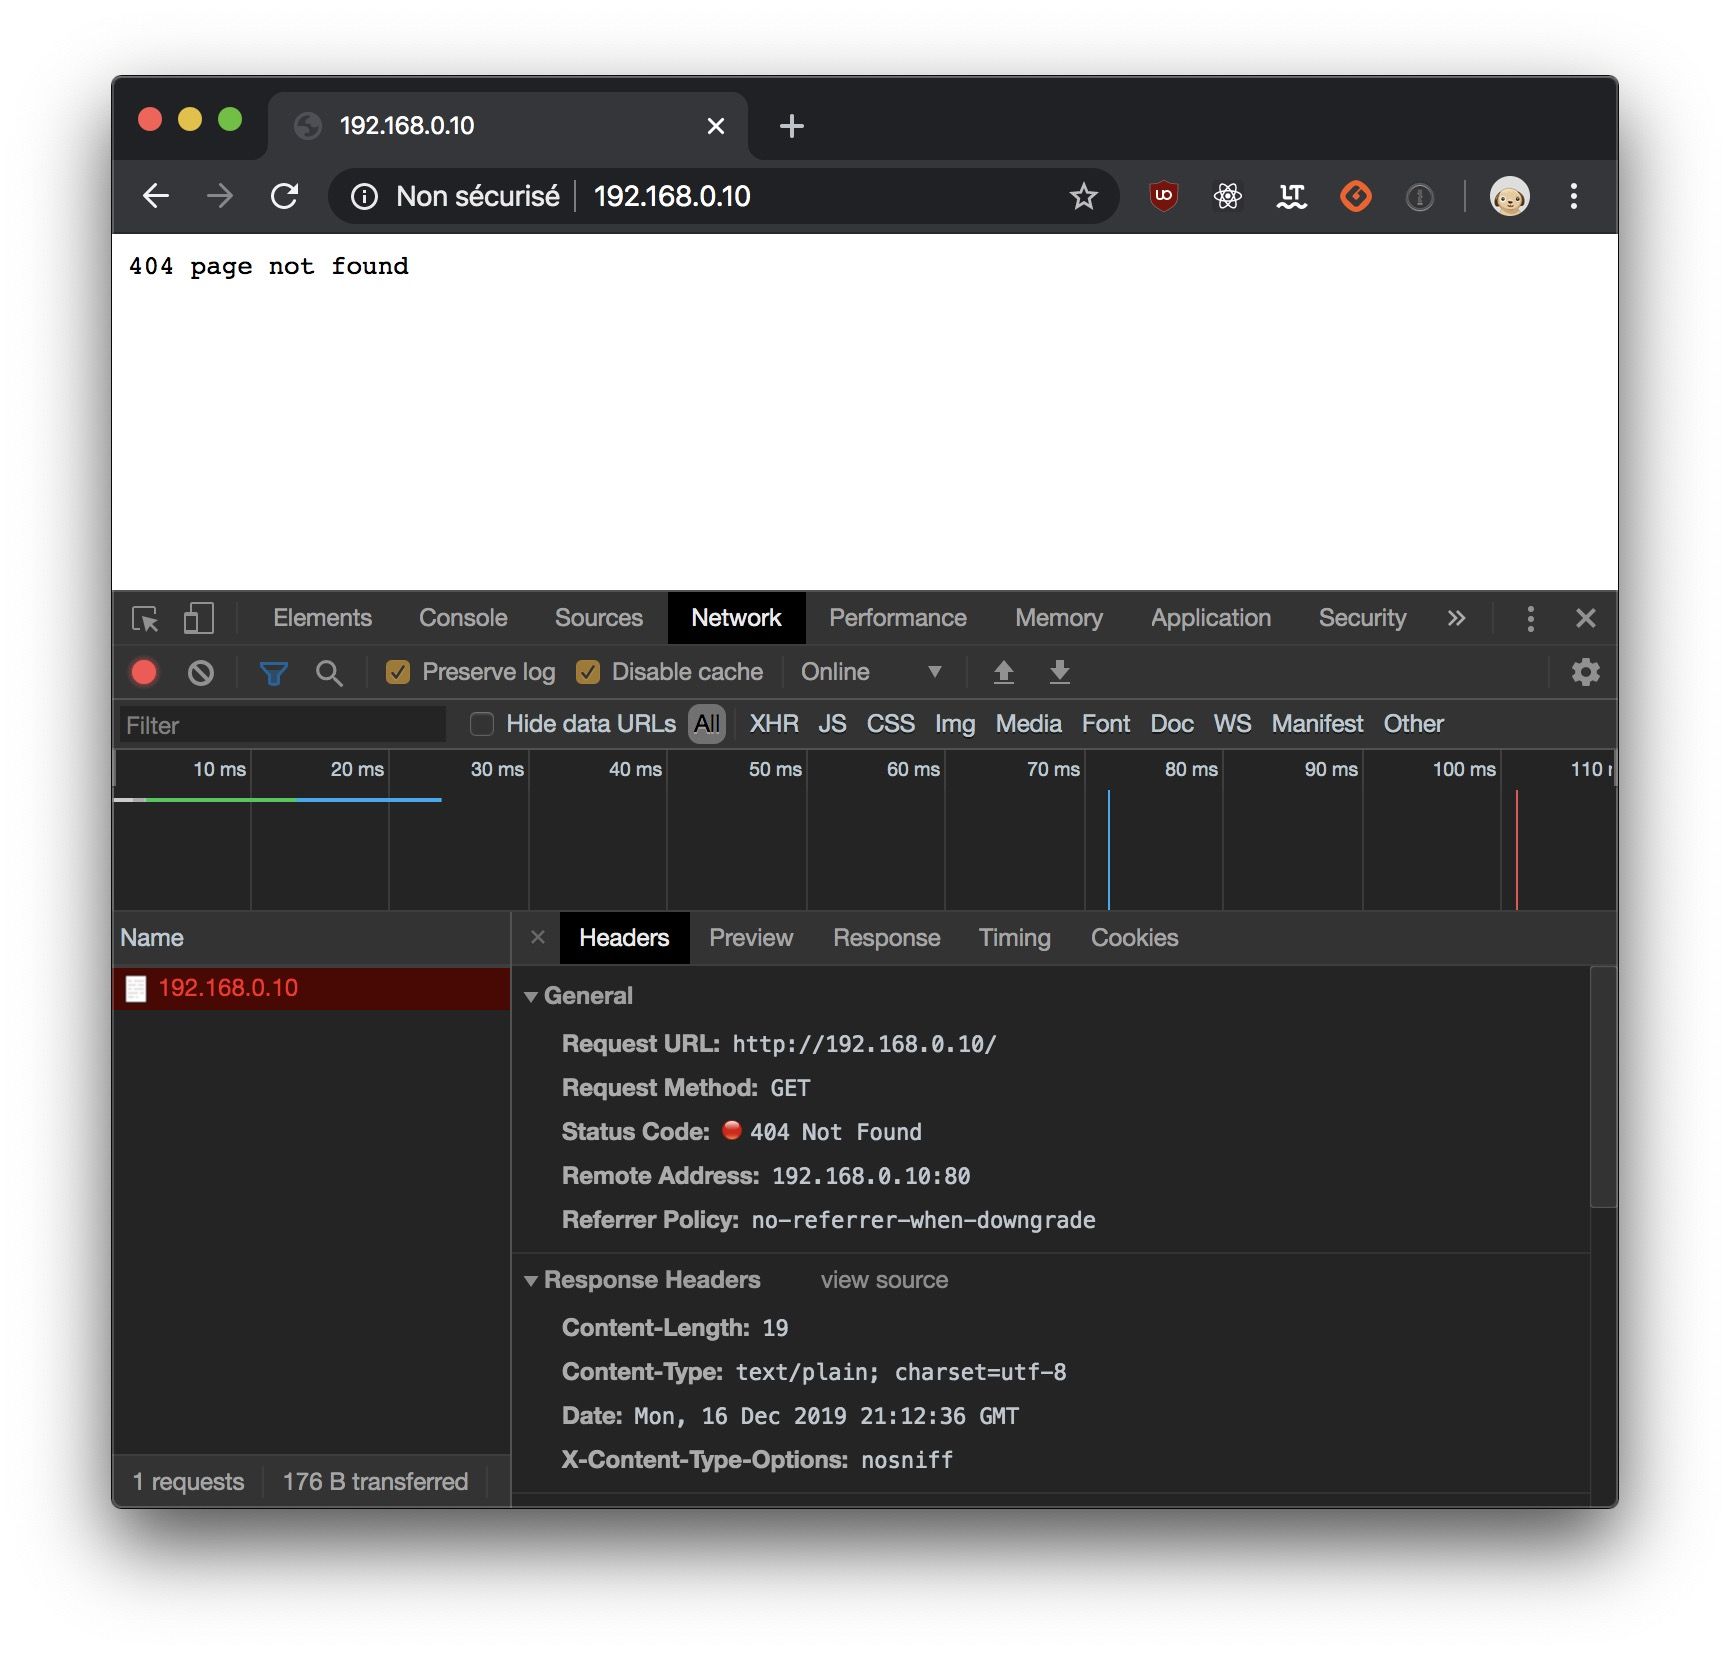 192.168.0.10
Non sécurisé 192.168.0.10
404 page not found
Elements Console Sources Network Performance Memory Application Security
Preserve log Disable cache Online
Filter Hide data URLs All XHR JS CSS Img Media Font Doc WS Manifest Other
10 ms 20 ms 30 ms 40 ms 50 ms 60 ms 70 ms 80 ms 90 ms 100 ms 110
Name Headers Preview Response Timing Cookies
192.168.0.10
General
Request URL: http://192.168.0.10/
Request Method: GET
Status Code: 404 Not Found
Remote Address: 192.168.0.10:80
Referrer Policy: no-referrer-when-downgrade
Response Headers view source
Content-Length: 19
Content-Type: text/plain; charset=utf-8
Date: Mon, 16 Dec 2019 21:12:36 GMT
X-Content-Type-Options: nosniff
1 requests 176 B transferred